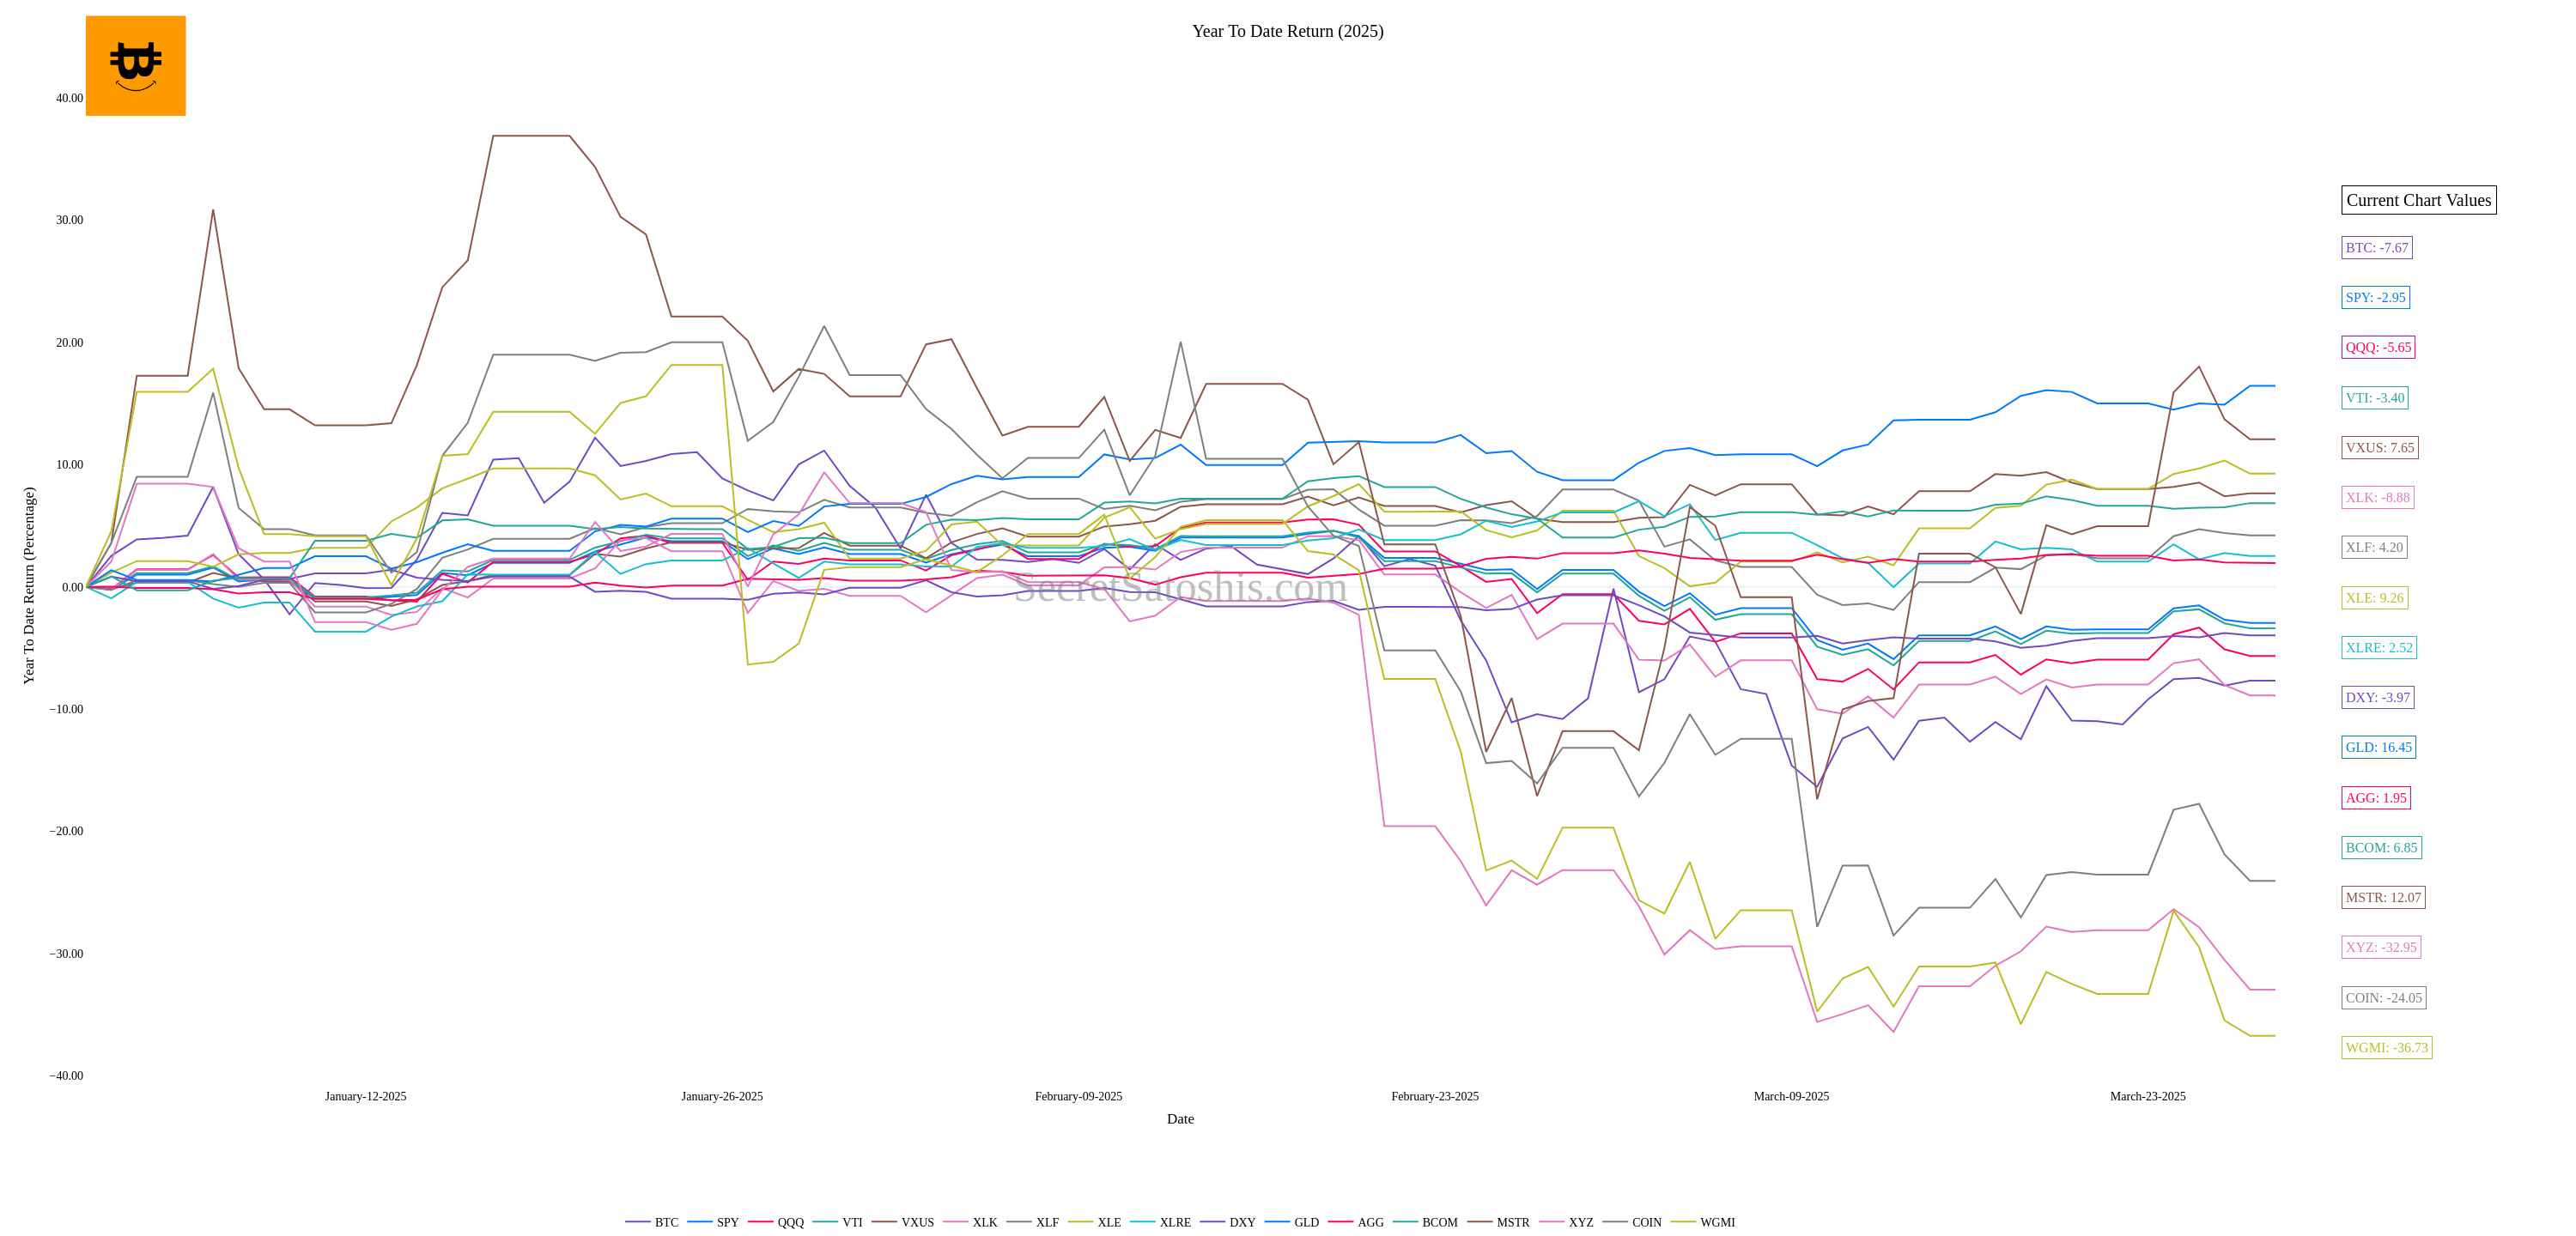 Year To Date Return (2025)
40.00
30.00
20.00
10.00
0.00
−10.00
−20.00
−30.00
−40.00
Year To Date Return (Percentage)
SecretSatoshis.com
January-12-2025
January-26-2025
February-09-2025
February-23-2025
March-09-2025
March-23-2025
Date
Current Chart Values
BTC: -7.67
SPY: -2.95
QQQ: -5.65
VTI: -3.40
VXUS: 7.65
XLK: -8.88
XLF: 4.20
XLE: 9.26
XLRE: 2.52
DXY: -3.97
GLD: 16.45
AGG: 1.95
BCOM: 6.85
MSTR: 12.07
XYZ: -32.95
COIN: -24.05
WGMI: -36.73
BTC SPY QQQ VTI VXUS XLK XLF XLE XLRE DXY GLD AGG BCOM MSTR XYZ COIN WGMI